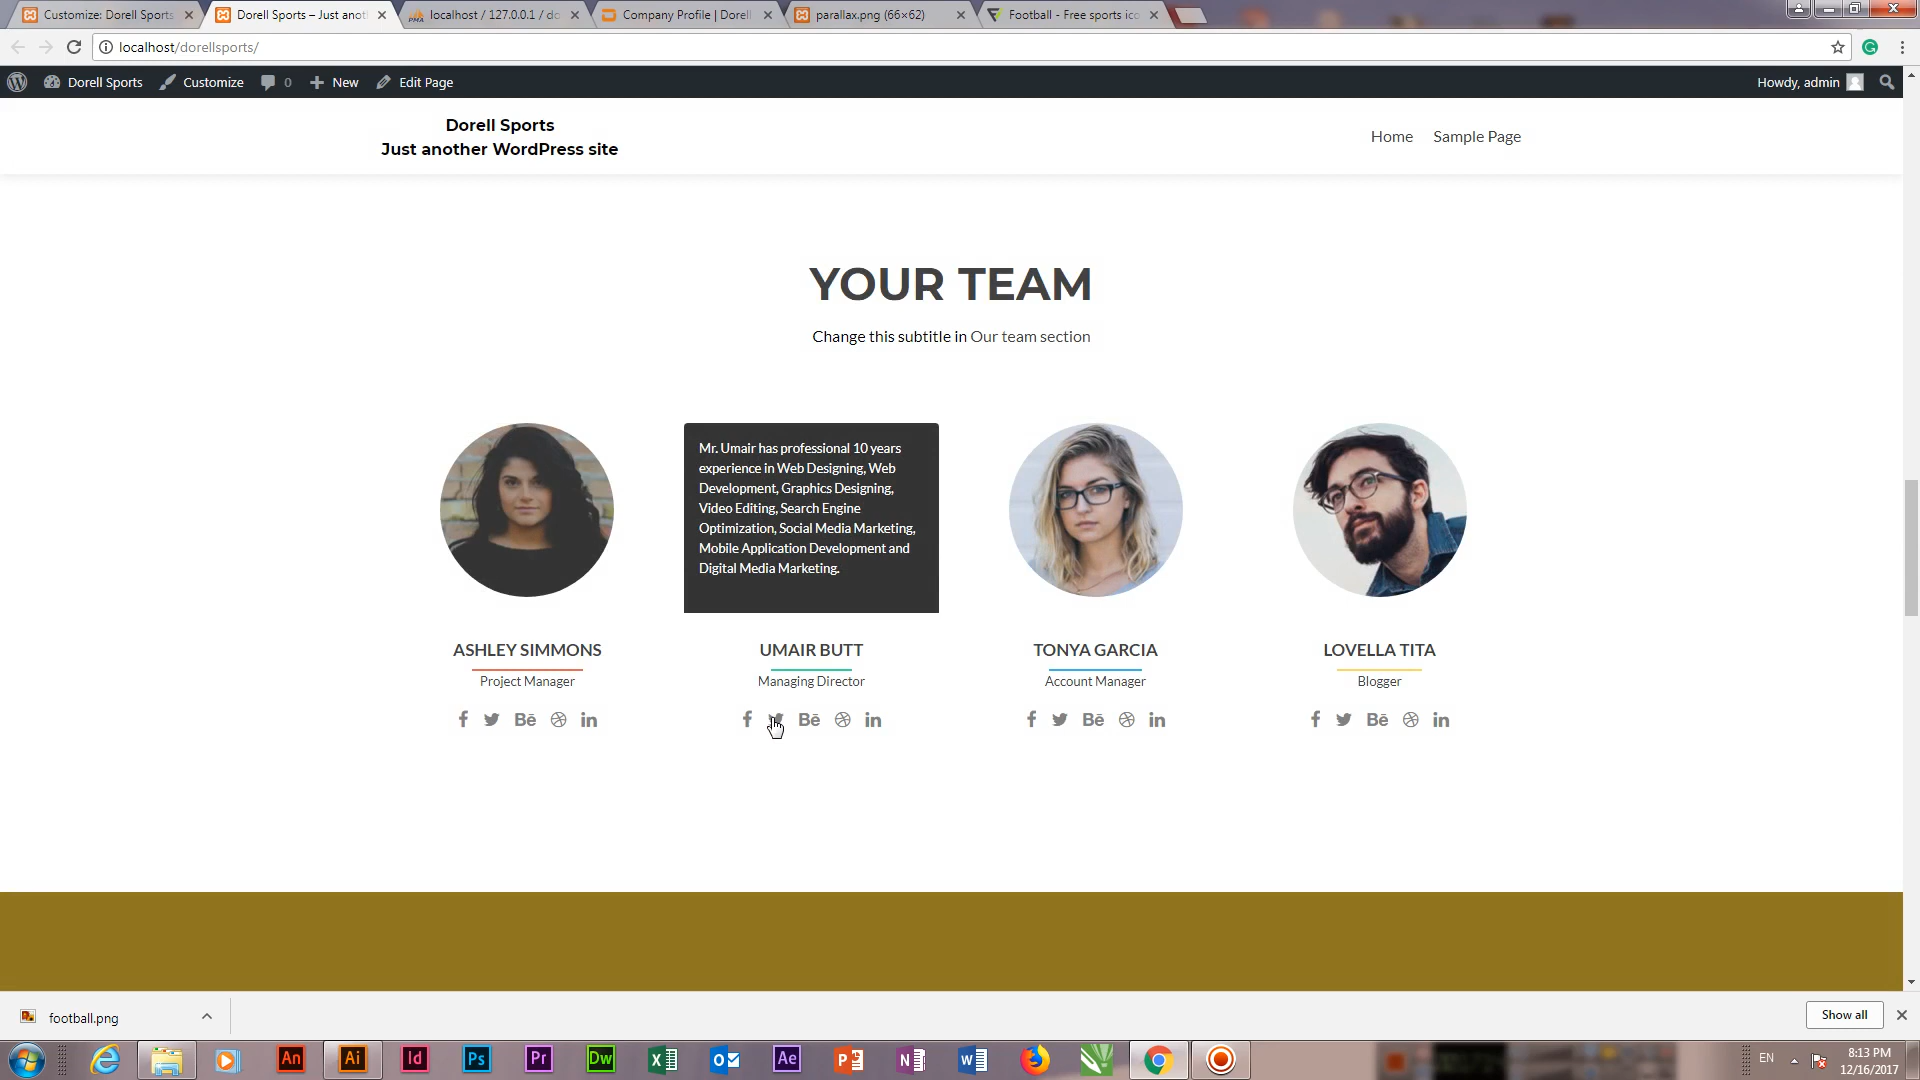 Customize: Dorell Sports
Dorell Sports – Just anot
localhost / 127.0.0.1 / do
Company Profile | Dorell
parallax.png (66×62)
Football - Free sports ico
localhost/dorellsports/
Dorell Sports
Customize
0
New
Edit Page
Howdy, admin
Dorell Sports
Just another WordPress site
Home
Sample Page
YOUR TEAM
Change this subtitle in Our team section
Mr. Umair has professional 10 years
experience in Web Designing, Web
Development, Graphics Designing,
Video Editing, Search Engine
Optimization, Social Media Marketing,
Mobile Application Development and
Digital Media Marketing.
ASHLEY SIMMONS
Project Manager
UMAIR BUTT
Managing Director
TONYA GARCIA
Account Manager
LOVELLA TITA
Blogger
football.png
Show all
EN
8:13 PM
12/16/2017